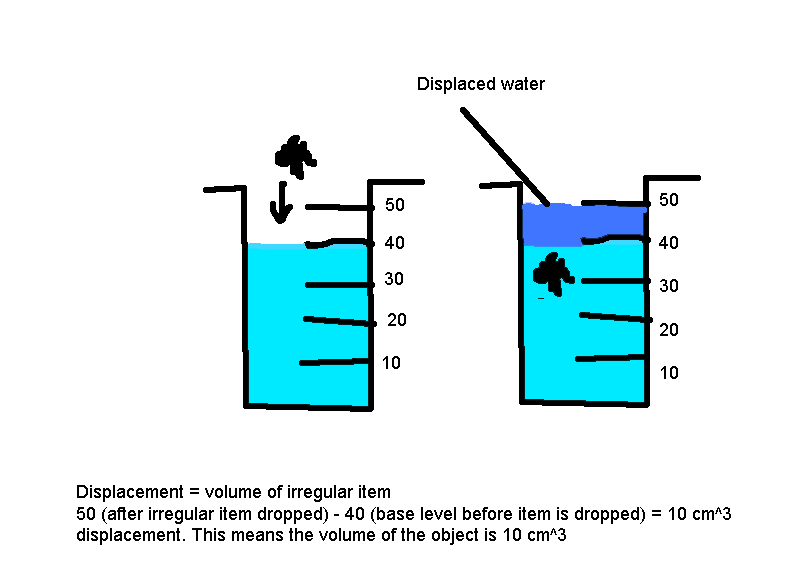 Displaced water
50
40
30
20
10
50
40
30
20
10
Displacement = volume of irregular item
50 (after irregular item dropped) - 40 (base level before item is dropped) = 10 cm^3
displacement. This means the volume of the object is 10 cm^3